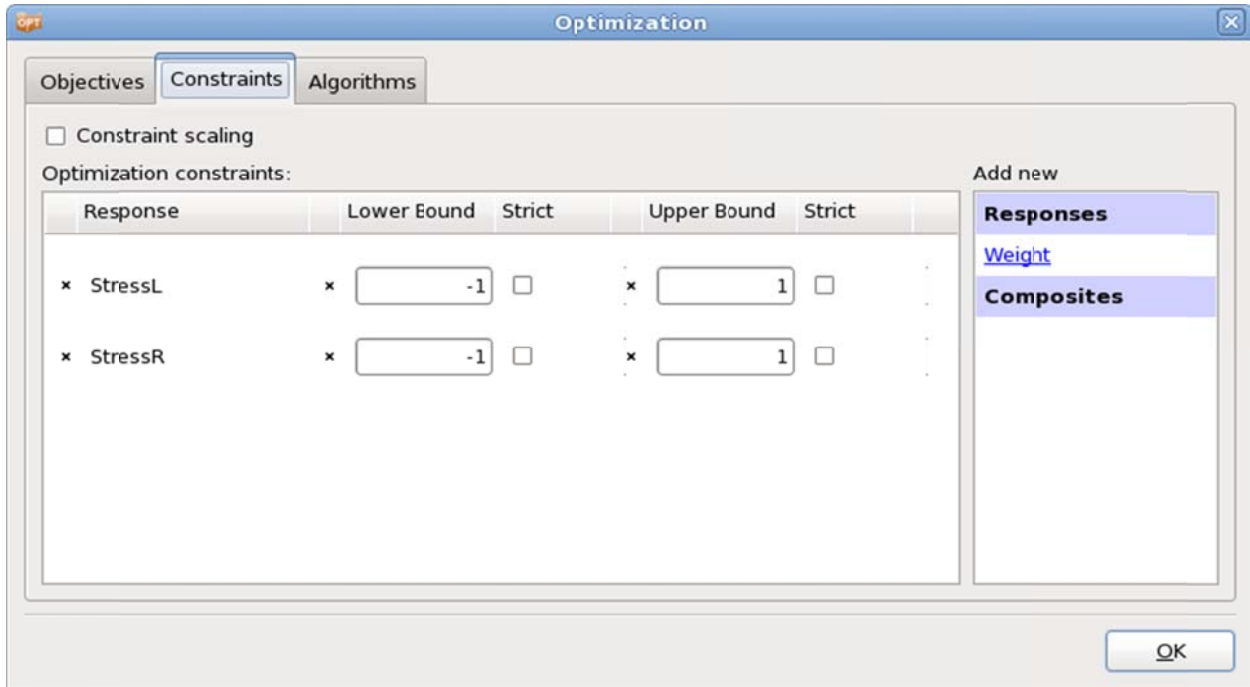 OPT Optimization
Objectives Constraints Algorithms
Constraint scaling
Optimization constraints: Add new
Response Lower Bound Strict Upper Bound Strict Responses
Weight
StressL -1 1 Composites
StressR -1 1
OK